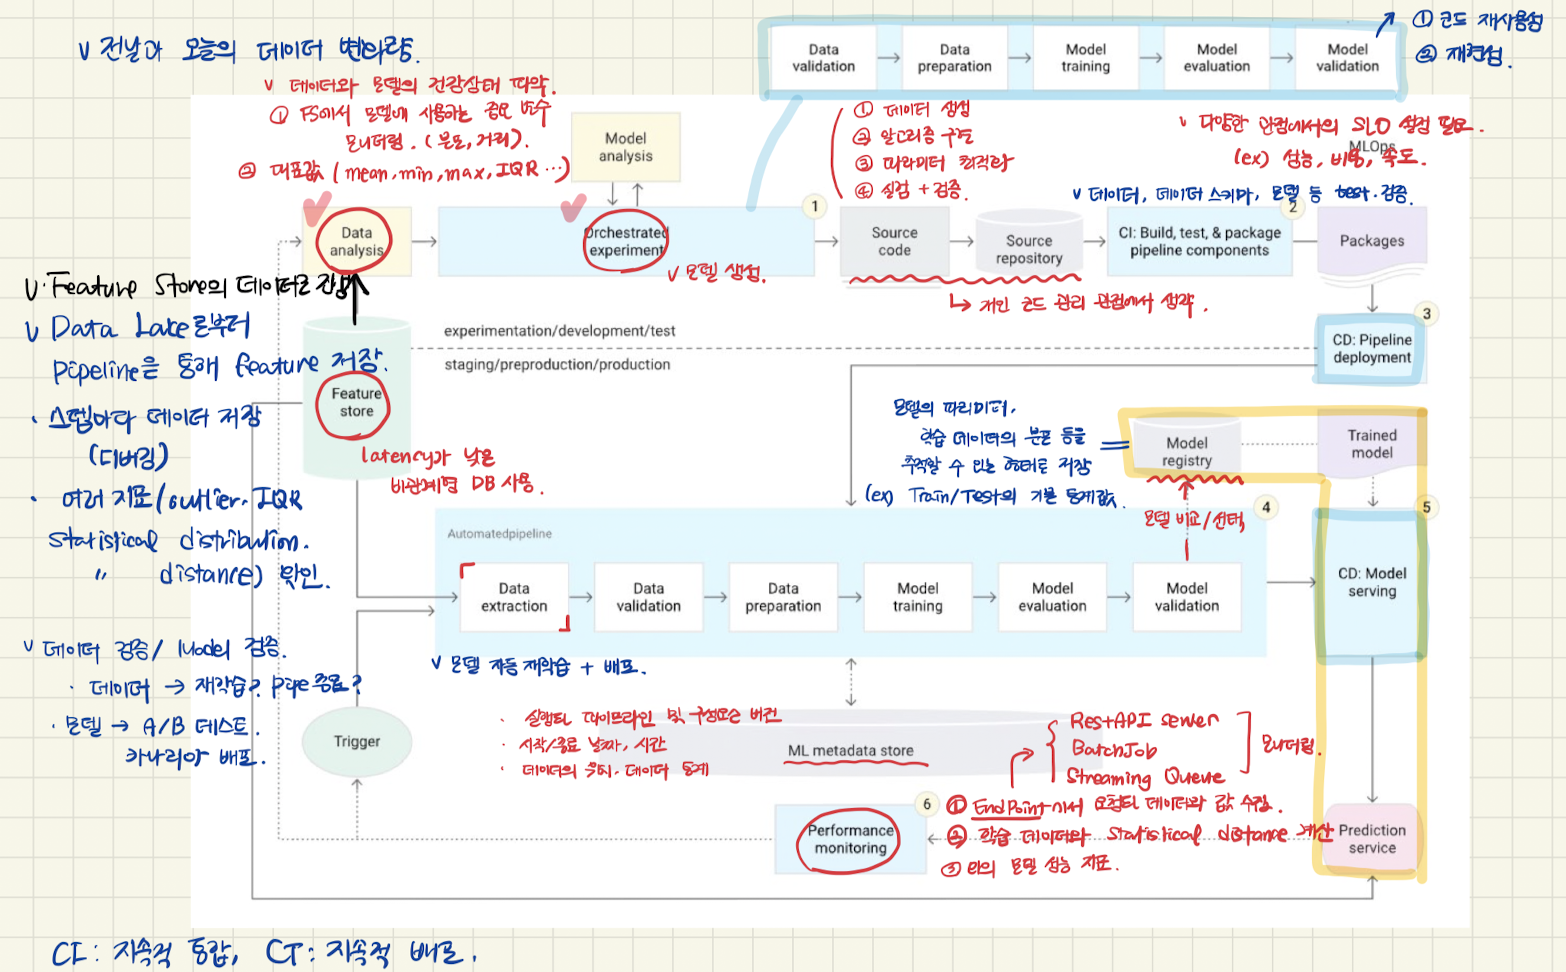 ∨ 전날과 오늘의 데이터 변화량.
Data validation
Data preparation
Model training
Model evaluation
Model validation
① 코드 재사용성
② 재현성.
∨ 데이터와 모델의 건강상태 파악.
① FS에서 모델에 사용하는 중요 변수
모니터링. (분포, 거리).
② 대표값 (mean, min, max, IQR ...)
Model analysis
① 데이터 생성
② 알고리즘 구현
③ 파라미터 최적화
④ 실험 + 검증.
∨ 다양한 관점에서의 SLO 설정 필요.
(ex) 성능, 비용, 속도.
MLOps
∨ 데이터, 데이터 스키마, 모델 등 test·검증.
Data analysis
Orchestrated experiment
1
∨ 모델 생성.
Source code
Source repository
↳ 개인 코드 관리 관점에서 생각.
2
CI: Build, test, & package pipeline components
Packages
∨·Feature Store의 데이터로
∨ Data Lake로부터
pipeline을 통해 feature 저장.
experimentation/development/test
staging/preproduction/production
3
CD: Pipeline deployment
Feature store
· 스텝마다 데이터 저장
(디버깅)
· 여러 지표(outlier, IQR
statistical distribution.
" distance) 확인.
latency가 낮은
비관계형 DB 사용.
모델의 파라미터,
학습 데이터의 분포 등을
추적할 수 있는 형태로 저장
(ex) Train/Test의 기본 통계값.
Model registry
Trained model
모델 비교/선택
4
5
Automatedpipeline
Data extraction
Data validation
Data preparation
Model training
Model evaluation
Model validation
CD: Model serving
∨ 모델 자동 재학습 + 배포.
∨ 데이터 검증/ Model 검증.
· 데이터 → 재학습? pipe 종료?
· 모델 → A/B 테스트.
카나리아 배포.
Trigger
· 실행된 파이프라인 및 구성요소 버전
· 시작/종료 날짜, 시간
· 데이터의 , 데이터 통계
ML metadata store
Rest API server
Batch Job
Streaming Queue
모니터링.
6
Performance monitoring
① EndPoint에서 요청된 데이터와 값 수집.
② 학습 데이터와 Statistical distance 계산
③ 모델 성능 지표.
Prediction service
CI : 지속적 통합, CT : 지속적 배포.